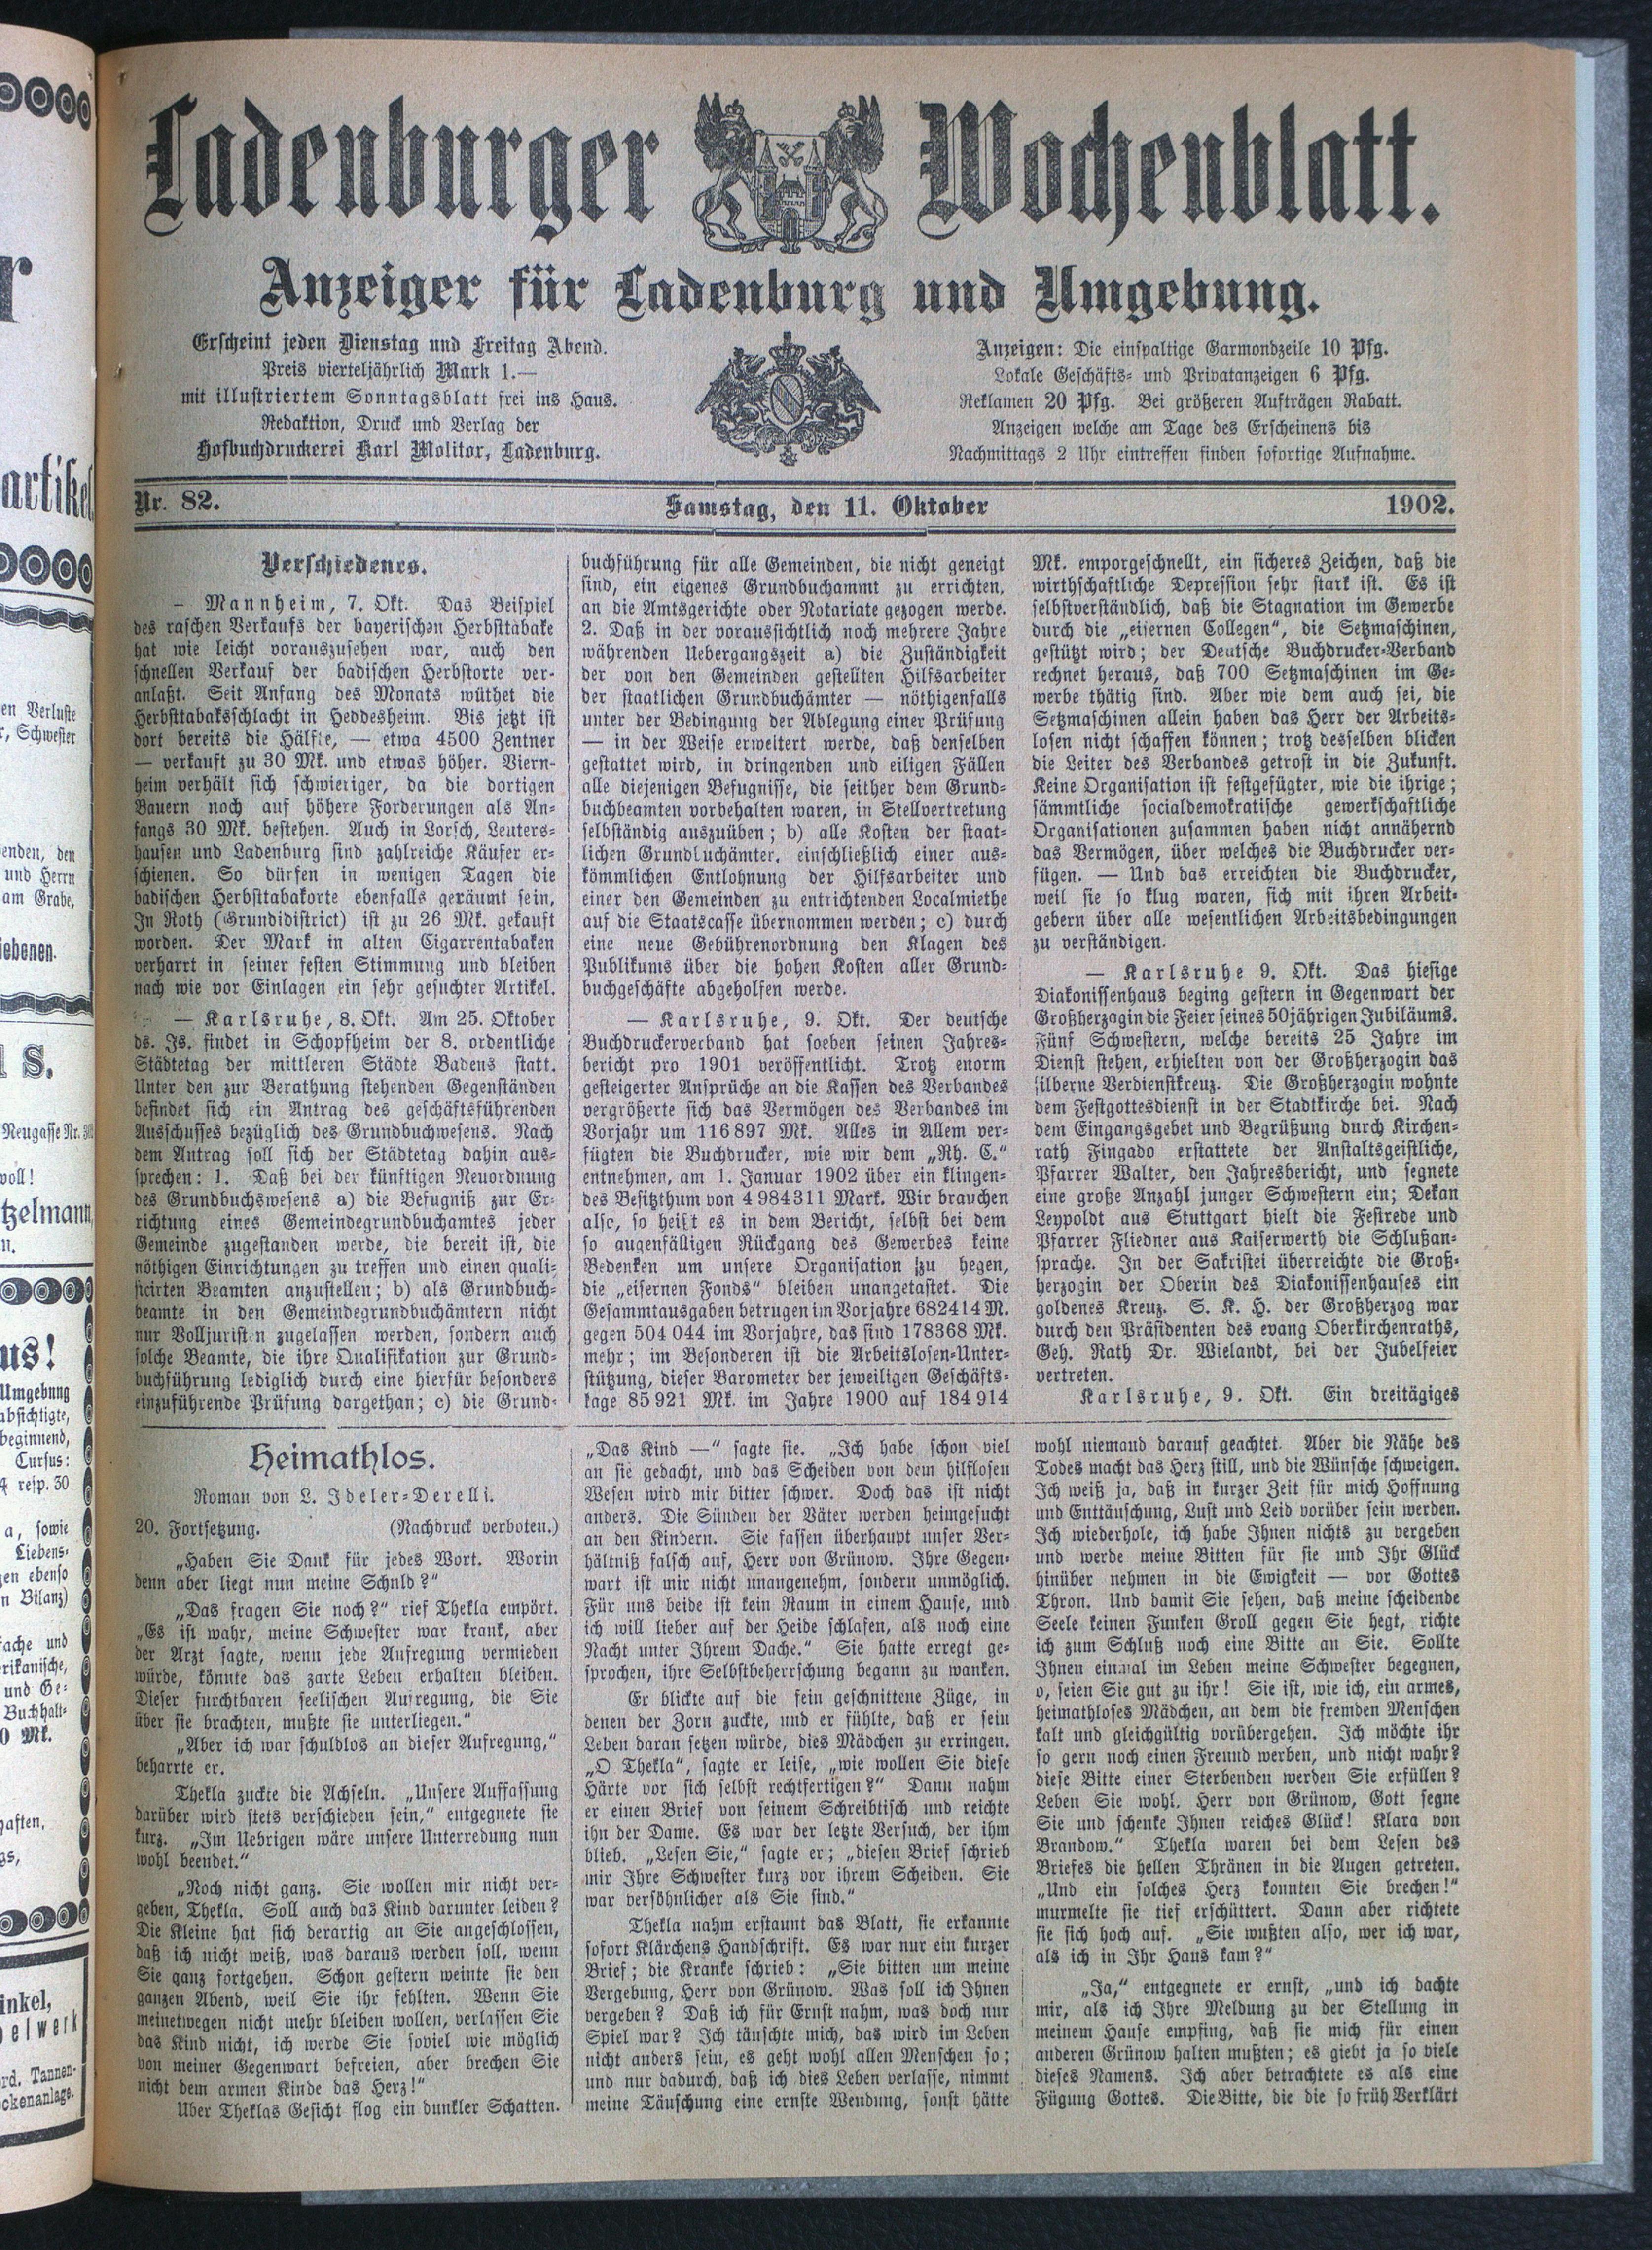 Ladenburger Wochenblatt.
Anzeiger für Ladenburg und Umgebung.
Erscheint jeden Dienstag und Freitag Abend.
Preis vierteljährlich Mark 1.—
mit illustriertem Sonntagsblatt frei ins Haus.
Redaktion, Druck und Verlag der
Hofbuchdruckerei Karl Molitor, Ladenburg.
Anzeigen: Die einspaltige Garmondzeile 10 Pfg.
Lokale Geschäfts- und Privatanzeigen 6 Pfg.
Reklamen 20 Pfg. Bei größeren Aufträgen Rabatt.
Anzeigen welche am Tage des Erscheinens bis
Nachmittags 2 Uhr eintreffen finden sofortige Aufnahme.
Nr. 82. Samstag, den 11. Oktober 1902.
Verschiedenes.
— Mannheim, 7. Okt. Das Beispiel
des raschen Verkaufs der bayerischen Herbsttabake
hat wie leicht vorauszusehen war, auch den
schnellen Verkauf der badischen Herbstorte ver-
anlaßt. Seit Anfang des Monats wüthet die
Herbsttabaksschlacht in Heddesheim. Bis jetzt ist
dort bereits die Hälfte, — etwa 4500 Zentner
— verkauft zu 30 Mk. und etwas höher. Viern-
heim verhält sich schwieriger, da die dortigen
Bauern noch auf höhere Forderungen als An-
fangs 30 Mk. bestehen. Auch in Lorsch, Leuters-
hausen und Ladenburg sind zahlreiche Käufer er-
schienen. So dürfen in wenigen Tagen die
badischen Herbsttabakorte ebenfalls geräumt sein.
In Roth (Grundidistrict) ist zu 26 Mk. gekauft
worden. Der Mark in alten Cigarrentabaken
verharrt in seiner festen Stimmung und bleiben
nach wie vor Einlagen ein sehr gesuchter Artikel.
— Karlsruhe, 8. Okt. Am 25. Oktober
ds. Js. findet in Schopfheim der 8. ordentliche
Städtetag der mittleren Städte Badens statt.
Unter den zur Berathung stehenden Gegenständen
befindet sich ein Antrag des geschäftsführenden
Ausschusses bezüglich des Grundbuchwesens. Nach
dem Antrag soll sich der Städtetag dahin aus-
sprechen: 1. Daß bei der künftigen Neuordnung
des Grundbuchswesens a) die Befugniß zur Er-
richtung eines Gemeindegrundbuchamtes jeder
Gemeinde zugestanden werde, die bereit ist, die
nöthigen Einrichtungen zu treffen und einen quali-
ficirten Beamten anzustellen; b) als Grundbuch-
beamte in den Gemeindegrundbuchämtern nicht
nur Volljuristen zugelassen werden, sondern auch
solche Beamte, die ihre Qualifikation zur Grund-
buchführung lediglich durch eine hierfür besonders
einzuführende Prüfung dargethan; c) die Grund-
buchführung für alle Gemeinden, die nicht geneigt
sind, ein eigenes Grundbuchammt zu errichten,
an die Amtsgerichte oder Notariate gezogen werde.
2. Daß in der voraussichtlich noch mehrere Jahre
währenden Uebergangszeit a) die Zuständigkeit
der von den Gemeinden gestellten Hilfsarbeiter
der staatlichen Grundbuchämter — nöthigenfalls
unter der Bedingung der Ablegung einer Prüfung
— in der Weise erweitert werde, daß denselben
gestattet wird, in dringenden und eiligen Fällen
alle diejenigen Befugnisse, die seither dem Grund-
buchbeamten vorbehalten waren, in Stellvertretung
selbständig auszuüben; b) alle Kosten der staat-
lichen Grundbuchämter, einschließlich einer aus-
kömmlichen Entlohnung der Hilfsarbeiter und
einer den Gemeinden zu entrichtenden Localmiethe
auf die Staatscasse übernommen werden; c) durch
eine neue Gebührenordnung den Klagen des
Publikums über die hohen Kosten aller Grund-
buchgeschäfte abgeholfen werde.
— Karlsruhe, 9. Okt. Der deutsche
Buchdruckerverband hat soeben seinen Jahres-
bericht pro 1901 veröffentlicht. Trotz enorm
gesteigerter Ansprüche an die Kassen des Verbandes
vergrößerte sich das Vermögen des Verbandes im
Vorjahr um 116897 Mk. Alles in Allem ver-
fügten die Buchdrucker, wie wir dem „Rh. C.“
entnehmen, am 1. Januar 1902 über ein klingen-
des Besitzthum von 4984311 Mark. Wir brauchen
also, so heißt es in dem Bericht, selbst bei dem
so augenfälligen Rückgang des Gewerbes keine
Bedenken um unsere Organisation zu hegen,
die „eisernen Fonds“ bleiben unangetastet. Die
Gesammtausgaben betrugen im Vorjahre 682414 M.
gegen 504 044 im Vorjahre, das sind 178368 Mk.
mehr; im Besonderen ist die Arbeitslosen-Unter-
stützung, dieser Barometer der jeweiligen Geschäfts-
lage 85 921 Mk. im Jahre 1900 auf 184 914
Mk. emporgeschnellt, ein sicheres Zeichen, daß die
wirthschaftliche Depression sehr stark ist. Es ist
selbstverständlich, daß die Stagnation im Gewerbe
durch die „eisernen Collegen“, die Setzmaschinen,
gestützt wird; der Deutsche Buchdrucker-Verband
rechnet heraus, daß 700 Setzmaschinen im Ge-
werbe thätig sind. Aber wie dem auch sei, die
Setzmaschinen allein haben das Herr der Arbeits-
losen nicht schaffen können; trotz desselben blicken
die Leiter des Verbandes getrost in die Zukunft.
Keine Organisation ist festgefügter, wie die ihrige;
sämmtliche socialdemokratische gewerkschaftliche
Organisationen zusammen haben nicht annähernd
das Vermögen, über welches die Buchdrucker ver-
fügen. — Und das erreichten die Buchdrucker,
weil sie so klug waren, sich mit ihren Arbeit-
gebern über alle wesentlichen Arbeitsbedingungen
zu verständigen.
— Karlsruhe 9. Okt. Das hiesige
Diakonissenhaus beging gestern in Gegenwart der
Großherzogin die Feier seines 50jährigen Jubiläums.
Fünf Schwestern, welche bereits 25 Jahre im
Dienst stehen, erhielten von der Großherzogin das
silberne Verdienstkreuz. Die Großherzogin wohnte
dem Festgottesdienst in der Stadtkirche bei. Nach
dem Eingangsgebet und Begrüßung durch Kirchen-
rath Fingado erstattete der Anstaltsgeistliche,
Pfarrer Walter, den Jahresbericht, und segnete
eine große Anzahl junger Schwestern ein; Dekan
Leypoldt aus Stuttgart hielt die Festrede und
Pfarrer Fliedner aus Kaiserwerth die Schlußan-
sprache. In der Sakristei überreichte die Groß-
herzogin der Oberin des Diakonissenhauses ein
goldenes Kreuz. S. K. H. der Großherzog war
durch den Präsidenten des evang Oberkirchenraths,
Geh. Rath Dr. Wielandt, bei der Jubelfeier
vertreten.
Karlsruhe, 9. Okt. Ein dreitägiges
Heimathlos.
Roman von L. Ideler-Derelli.
20. Fortsetzung. (Nachdruck verboten.)
„Haben Sie Dank für jedes Wort. Worin
denn aber liegt nun meine Schnld?“
„Das fragen Sie noch?“ rief Thekla empört.
„Es ist wahr, meine Schwester war krank, aber
der Arzt sagte, wenn jede Aufregung vermieden
würde, könnte das zarte Leben erhalten bleiben.
Dieser furchtbaren seelischen Aufregung, die Sie
über sie brachten, mußte sie unterliegen.“
„Aber ich war schuldlos an dieser Aufregung,“
beharrte er.
Thekla zuckte die Achseln. „Unsere Auffassung
darüber wird stets verschieden sein,“ entgegnete sie
kurz. „Im Uebrigen wäre unsere Unterredung nun
wohl beendet.“
„Noch nicht ganz. Sie wollen mir nicht ver-
geben, Thekla. Soll auch das Kind darunter leiden?
Die Kleine hat sich derartig an Sie angeschlossen,
daß ich nicht weiß, was daraus werden soll, wenn
Sie ganz fortgehen. Schon gestern weinte sie den
ganzen Abend, weil Sie ihr fehlten. Wenn Sie
meinetwegen nicht mehr bleiben wollen, verlassen Sie
das Kind nicht, ich werde Sie soviel wie möglich
von meiner Gegenwart befreien, aber brechen Sie
nicht dem armen Kinde das Herz!“
Uber Theklas Gesicht flog ein dunkler Schatten.
„Das Kind —“ sagte sie. „Ich habe schon viel
an sie gedacht, und das Scheiden von dem hilflosen
Wesen wird mir bitter schwer. Doch das ist nicht
anders. Die Sünden der Väter werden heimgesucht
an den Kindern. Sie fassen überhaupt unser Ver-
hältniß falsch auf, Herr von Grünow. Ihre Gegen-
wart ist mir nicht unangenehm, sondern unmöglich.
Für uns beide ist kein Raum in einem Hause, und
ich will lieber auf der Heide schlafen, als noch eine
Nacht unter Ihrem Dache.“ Sie hatte erregt ge-
sprochen, ihre Selbstbeherrschung begann zu wanken.
Er blickte auf die fein geschnittene Züge, in
denen der Zorn zuckte, und er fühlte, daß er sein
Leben daran setzen würde, dies Mädchen zu erringen.
„O Thekla“, sagte er leise, „wie wollen Sie diese
Härte vor sich selbst rechtfertigen?“ Dann nahm
er einen Brief von seinem Schreibtisch und reichte
ihn der Dame. Es war der letzte Versuch, der ihm
blieb. „Lesen Sie,“ sagte er; „diesen Brief schrieb
mir Ihre Schwester kurz vor ihrem Scheiden. Sie
war versöhnlicher als Sie sind.“
Thekla nahm erstaunt das Blatt, sie erkannte
sofort Klärchens Handschrift. Es war nur ein kurzer
Brief; die Kranke schrieb: „Sie bitten um meine
Vergebung, Herr von Grünow. Was soll ich Ihnen
vergeben? Daß ich für Ernst nahm, was doch nur
Spiel war? Ich täuschte mich, das wird im Leben
nicht anders sein, es geht wohl allen Menschen so;
und nur dadurch, daß ich dies Leben verlasse, nimmt
meine Täuschung eine ernste Wendung, sonst hätte
wohl niemand darauf geachtet. Aber die Nähe des
Todes macht das Herz still, und die Wünsche schweigen.
Ich weiß ja, daß in kurzer Zeit für mich Hoffnung
und Enttäuschung, Lust und Leid vorüber sein werden.
Ich wiederhole, ich habe Ihnen nichts zu vergeben
und werde meine Bitten für sie und Ihr Glück
hinüber nehmen in die Ewigkeit — vor Gottes
Thron. Und damit Sie sehen, daß meine scheidende
Seele keinen Funken Groll gegen Sie hegt, richte
ich zum Schluß noch eine Bitte an Sie. Sollte
Ihnen einmal im Leben meine Schwester begegnen,
o, seien Sie gut zu ihr! Sie ist, wie ich, ein armes,
heimathloses Mädchen, an dem die fremden Menschen
kalt und gleichgültig vorübergehen. Ich möchte ihr
so gern noch einen Freund werben, und nicht wahr?
diese Bitte einer Sterbenden werden Sie erfüllen?
Leben Sie wohl, Herr von Grünow, Gott segne
Sie und schenke Ihnen reiches Glück! Klara von
Brandow.“ Thekla waren bei dem Lesen des
Briefes die hellen Thränen in die Augen getreten.
„Und ein solches Herz konnten Sie brechen!“
murmelte sie tief erschüttert. Dann aber richtete
sie sich hoch auf. „Sie wußten also, wer ich war,
als ich in Ihr Haus kam?“
„Ja,“ entgegnete er ernst, „und ich dachte
mir, als ich Ihre Meldung zu der Stellung in
meinem Hause empfing, daß sie mich für einen
anderen Grünow halten mußten; es giebt ja so viele
dieses Namens. Ich aber betrachtete es als eine
Fügung Gottes. Die Bitte, die die so früh Verklärt